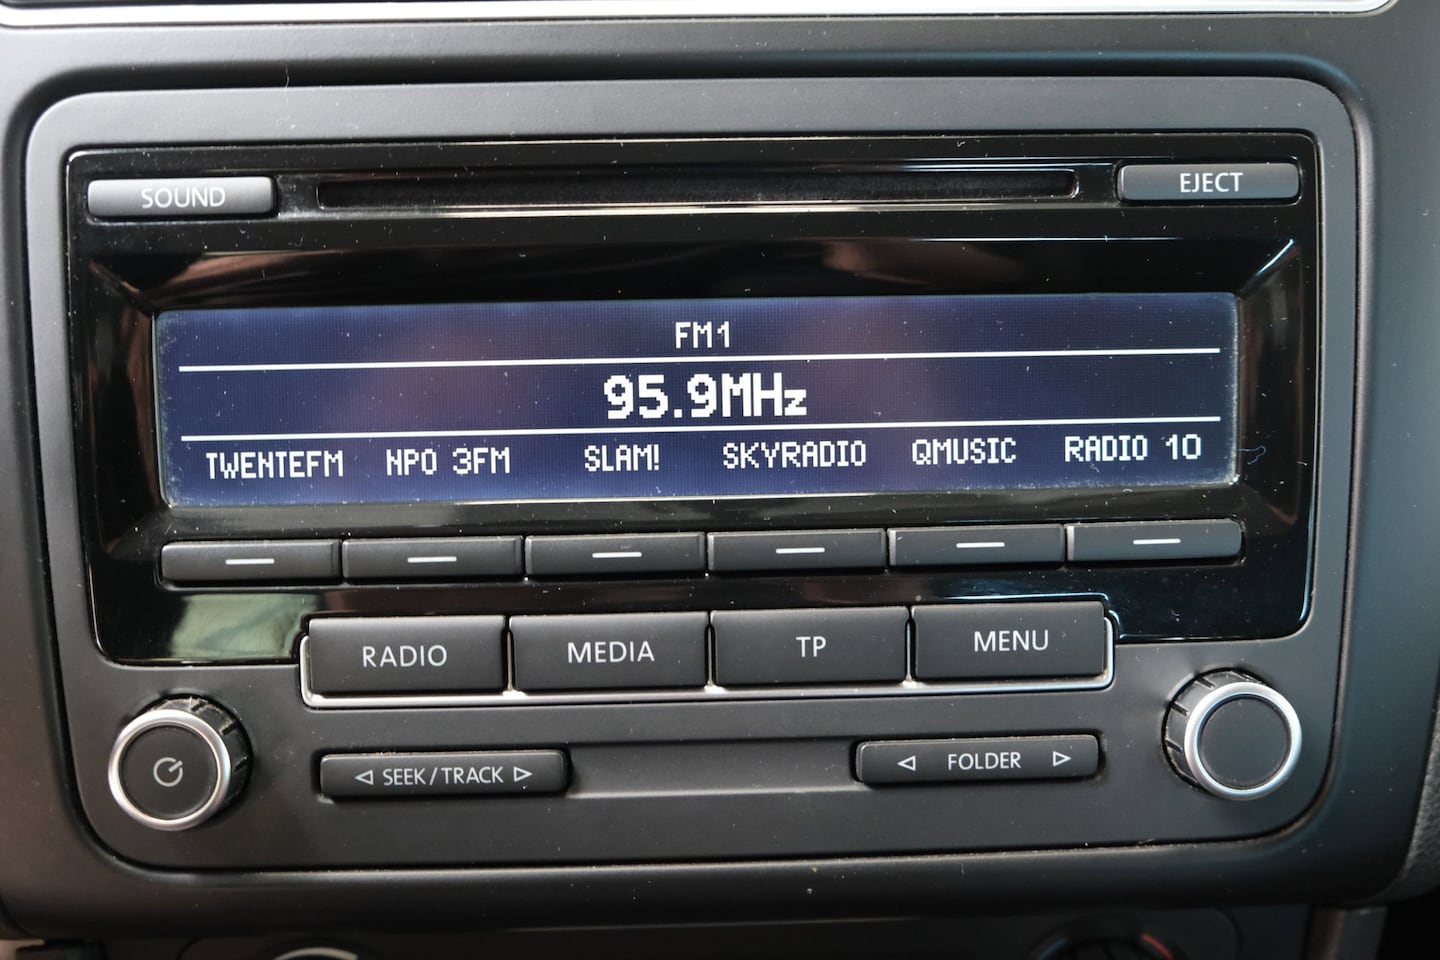 SOUND EJECT
FM1
95.9MHz
TWENTEFM NPO 3FM SLAM! SKYRADIO QMUSIC RADIO 10
RADIO MEDIA TP MENU
◁ SEEK/TRACK ▷ ◁ FOLDER ▷